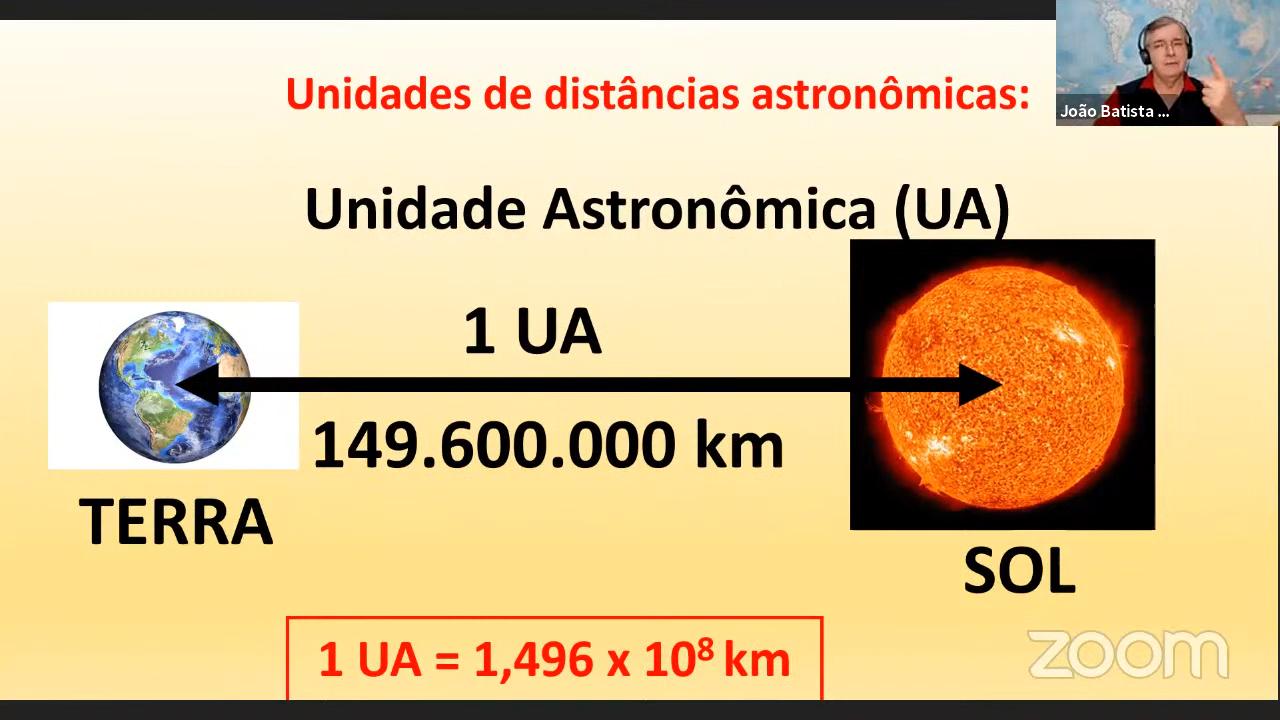 Unidades de distâncias astronômicas:
João Batista ...
Unidade Astronômica (UA)
1 UA
149.600.000 km
TERRA
SOL
1 UA = 1,496 x 10⁸ km
zoom